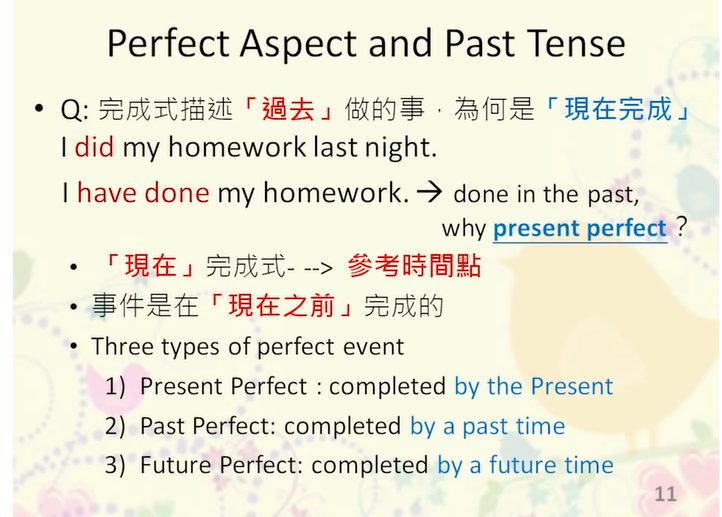 Perfect Aspect and Past Tense
• Q: 完成式描述「過去」做的事，為何是「現在完成」
I did my homework last night.
I have done my homework. → done in the past,
why present perfect ?
• 「現在」完成式- --> 參考時間點
• 事件是在「現在之前」完成的
• Three types of perfect event
1) Present Perfect : completed by the Present
2) Past Perfect: completed by a past time
3) Future Perfect: completed by a future time
11